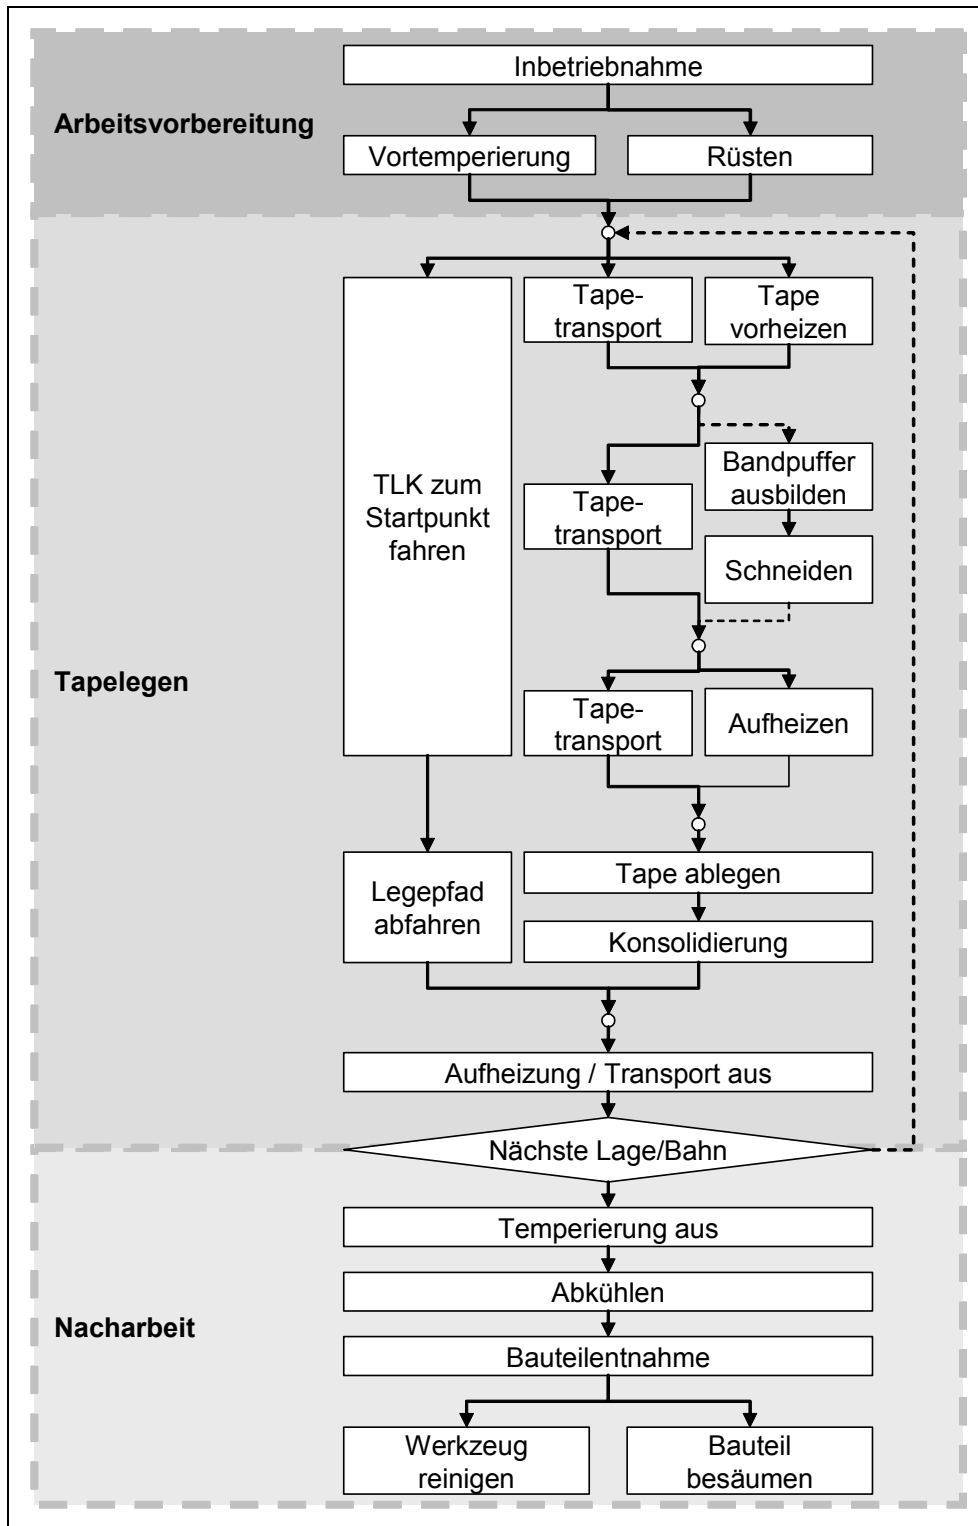 Inbetriebnahme
Arbeitsvorbereitung
Vortemperierung
Rüsten
Tape-
transport
Tape
vorheizen
TLK zum
Startpunkt
fahren
Bandpuffer
ausbilden
Tape-
transport
Schneiden
Tapelegen
Tape-
transport
Aufheizen
Legepfad
abfahren
Tape ablegen
Konsolidierung
Aufheizung / Transport aus
Nächste Lage/Bahn
Temperierung aus
Abkühlen
Nacharbeit
Bauteilentnahme
Werkzeug
reinigen
Bauteil
besäumen